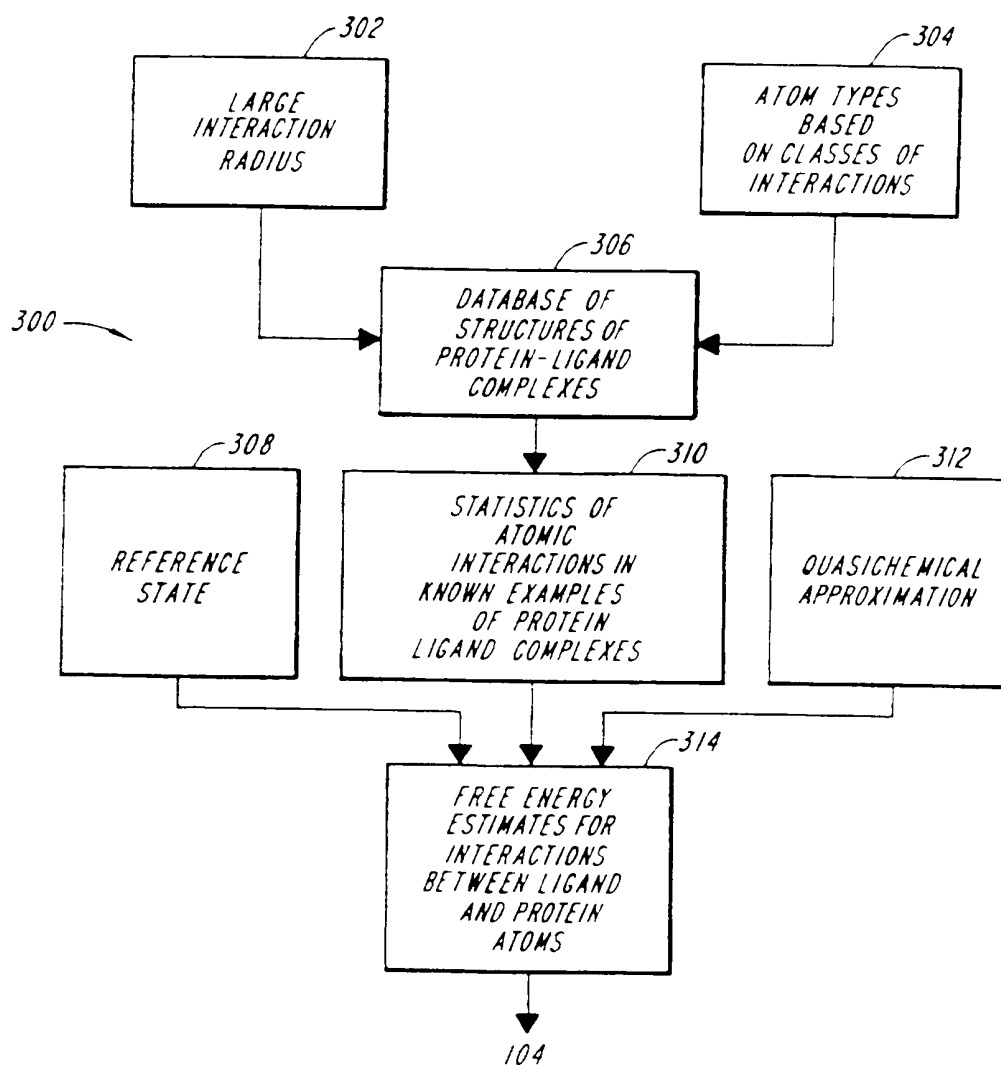 302
LARGE
INTERACTION
RADIUS
304
ATOM TYPES
BASED
ON CLASSES OF
INTERACTIONS
306
DATABASE OF
STRUCTURES OF
PROTEIN-LIGAND
COMPLEXES
300
308
REFERENCE
STATE
310
STATISTICS OF
ATOMIC
INTERACTIONS IN
KNOWN EXAMPLES
OF PROTEIN
LIGAND COMPLEXES
312
QUASICHEMICAL
APPROXIMATION
314
FREE ENERGY
ESTIMATES FOR
INTERACTIONS
BETWEEN LIGAND
AND PROTEIN
ATOMS
104